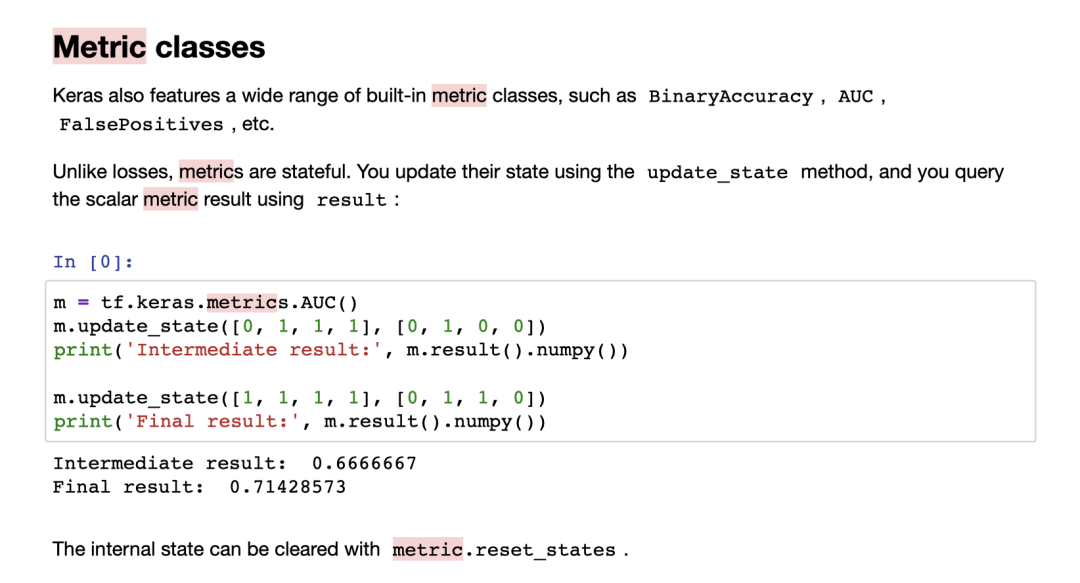 Metric classes
Keras also features a wide range of built-in metric classes, such as BinaryAccuracy , AUC ,
FalsePositives , etc.
Unlike losses, metrics are stateful. You update their state using the update_state method, and you query
the scalar metric result using result :
In [0]:
m = tf.keras.metrics.AUC()
m.update_state([0, 1, 1, 1], [0, 1, 0, 0])
print('Intermediate result:', m.result().numpy())
m.update_state([1, 1, 1, 1], [0, 1, 1, 0])
print('Final result:', m.result().numpy())
Intermediate result:  0.6666667
Final result:  0.71428573
The internal state can be cleared with metric.reset_states .